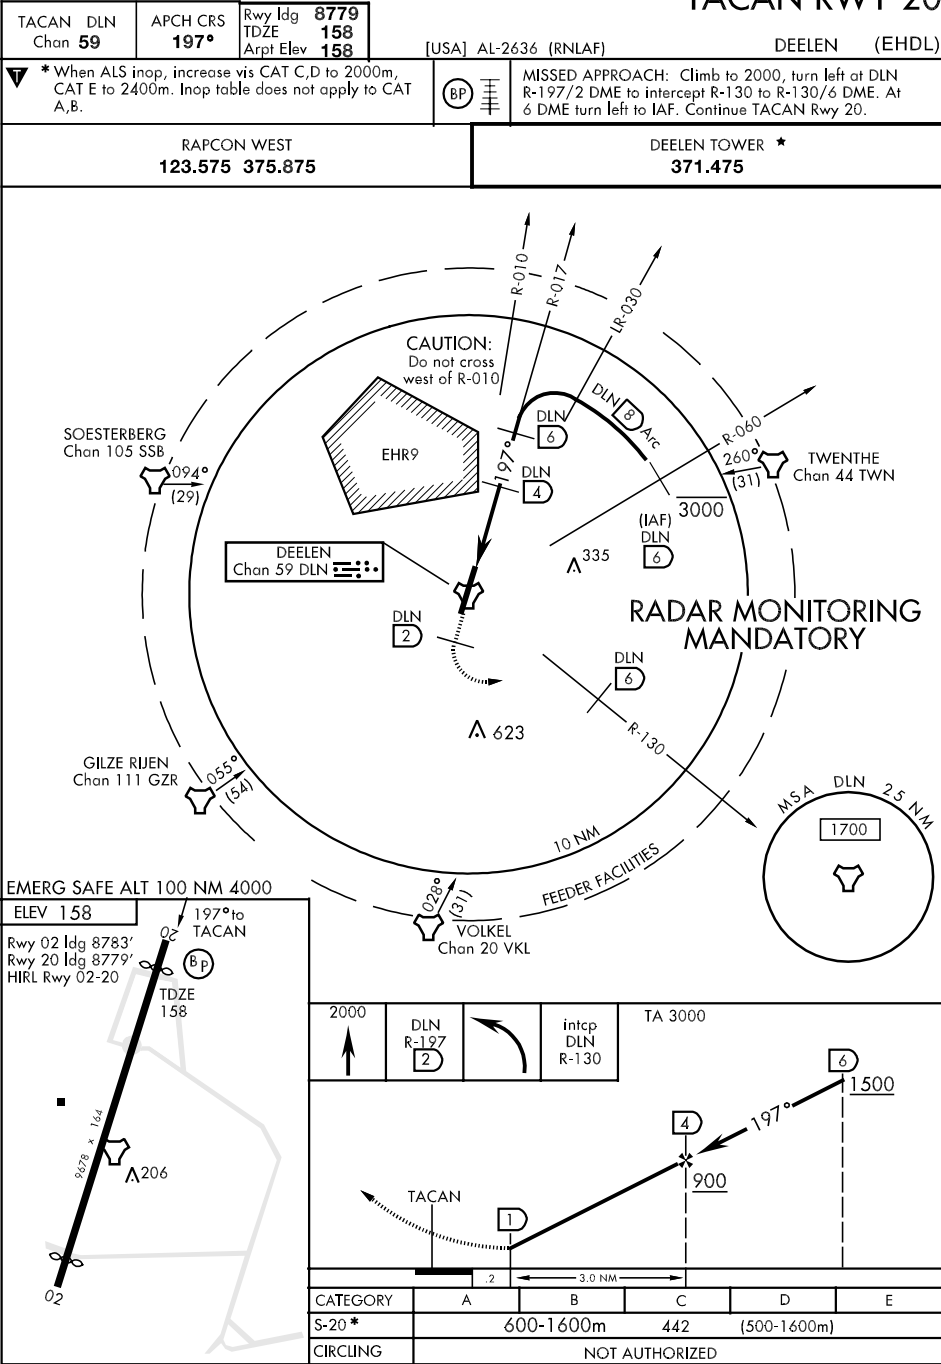 TACAN RWY 20
TACAN DLN
Chan 59
APCH CRS
197°
Rwy ldg 8779
TDZE 158
Arpt Elev 158
[USA] AL-2636 (RNLAF)
DEELEN (EHDL)
T
* When ALS inop, increase vis CAT C,D to 2000m,
CAT E to 2400m. Inop table does not apply to CAT
A,B.
BP
MISSED APPROACH: Climb to 2000, turn left at DLN
R-197/2 DME to intercept R-130 to R-130/6 DME. At
6 DME turn left to IAF. Continue TACAN Rwy 20.
RAPCON WEST
123.575 375.875
DEELEN TOWER *
371.475
R-010
R-017
LR-030
CAUTION:
Do not cross
west of R-010
DLN 8 Arc
R-060
SOESTERBERG
Chan 105 SSB
094°
(29)
EHR9
DLN
6
197°
DLN
4
260°
(31)
TWENTHE
Chan 44 TWN
3000
(IAF)
DLN
6
335
DEELEN
Chan 59 DLN
RADAR MONITORING
MANDATORY
DLN
2
DLN
6
R-130
623
GILZE RIJEN
Chan 111 GZR
055°
(54)
10 NM
FEEDER FACILITIES
028°
(31)
VOLKEL
Chan 20 VKL
MSA DLN 25 NM
1700
EMERG SAFE ALT 100 NM 4000
ELEV 158
197° to
TACAN
Rwy 02 ldg 8783'
Rwy 20 ldg 8779'
HIRL Rwy 02-20
20
BP
TDZE
158
9678 x 164
206
02
2000
DLN
R-197
2
intcp
DLN
R-130
TA 3000
6
1500
197°
4
900
TACAN
1
.2
3.0 NM
CATEGORY A B C D E
S-20 * 600-1600m 442 (500-1600m)
CIRCLING NOT AUTHORIZED